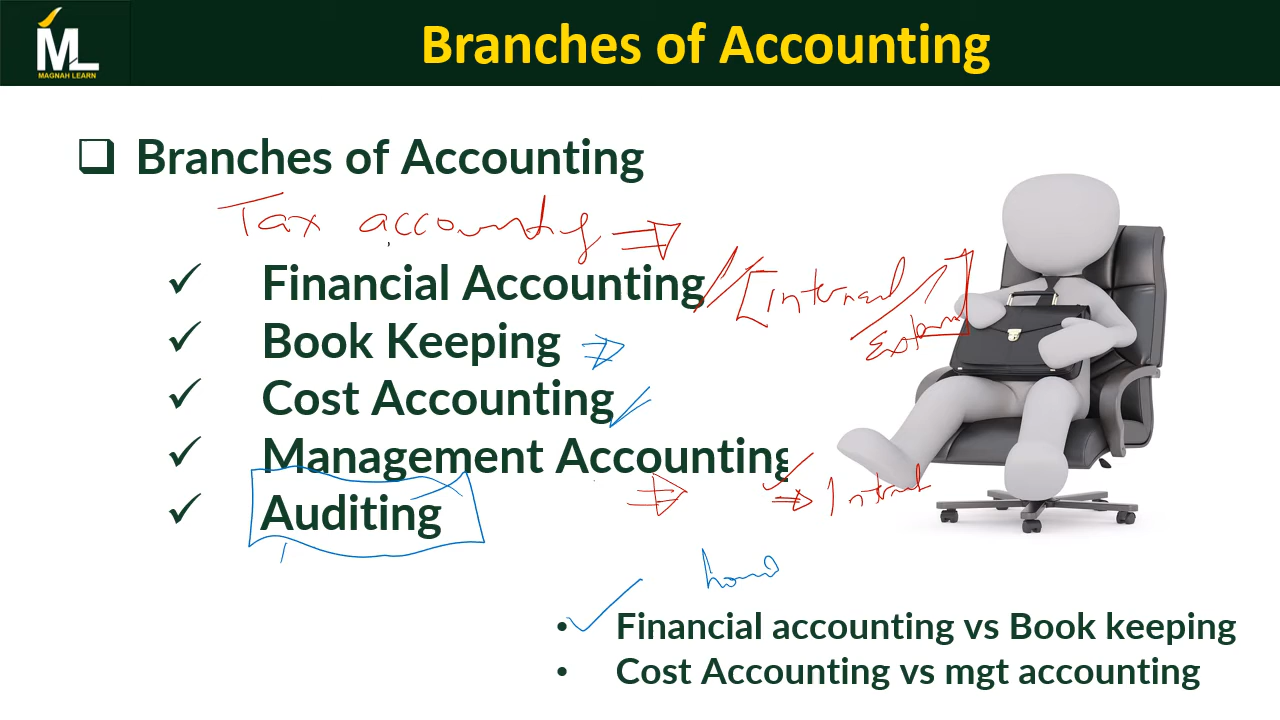 ML
MAGNAH LEARN
Branches of Accounting
❑ Branches of Accounting
Tax accounting ⇒
✓ Financial Accounting
[internal
External]
✓ Book Keeping
✓ Cost Accounting
✓ Management Accounting
✓ Auditing
• Financial accounting vs Book keeping
• Cost Accounting vs mgt accounting